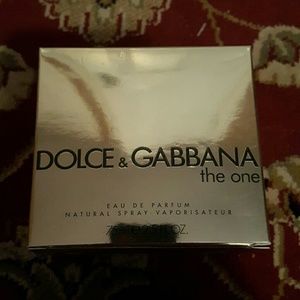 DOLCE & GABBANA
the one
EAU DE PARFUM
NATURAL SPRAY VAPORISATEUR